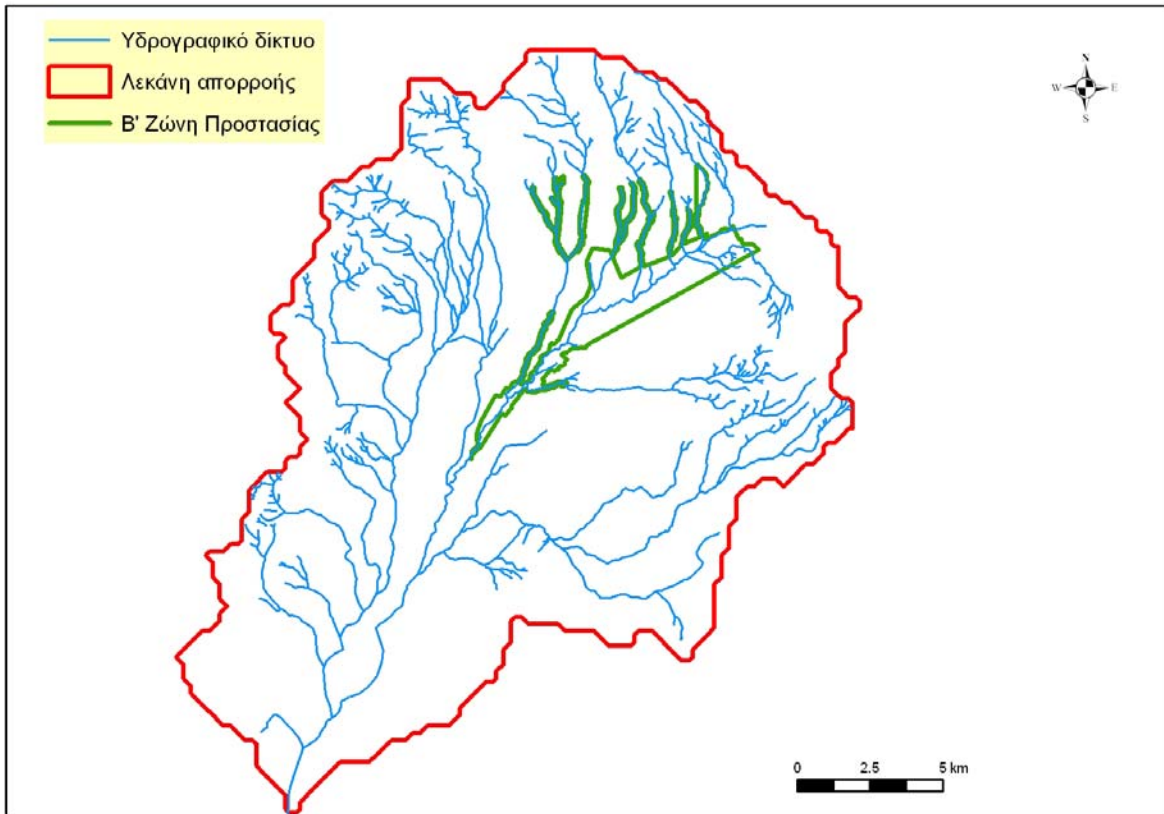 Υδρογραφικό δίκτυο
Λεκάνη απορροής
Β' Ζώνη Προστασίας
N
W E
S
0 2.5 5 km